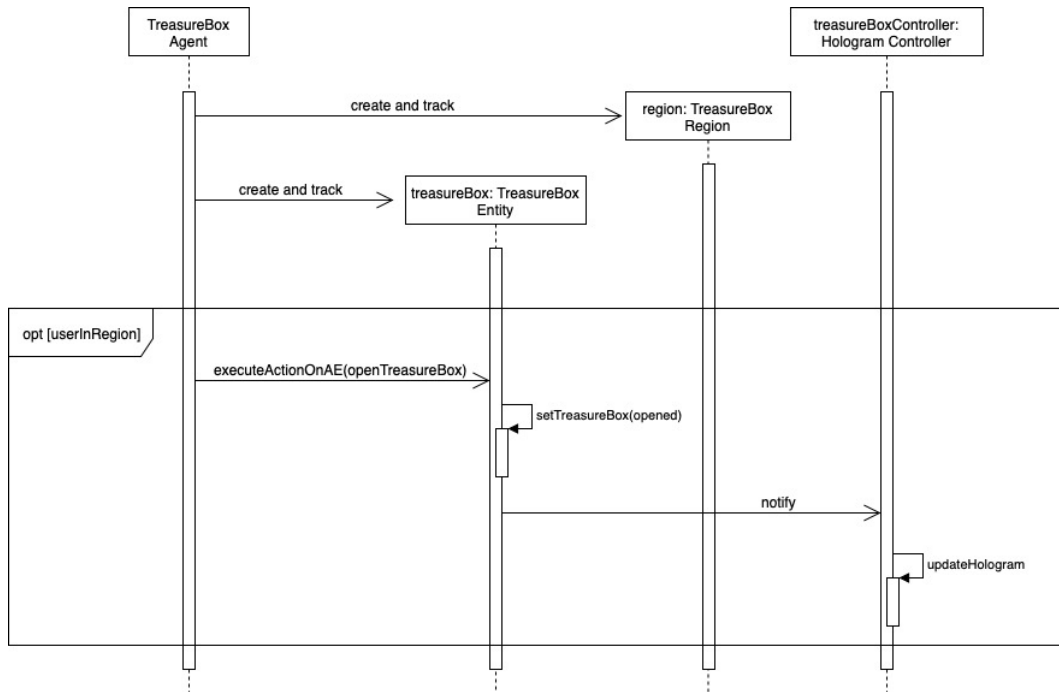 TreasureBox
Agent
treasureBoxController:
Hologram Controller
create and track
region: TreasureBox
Region
create and track
treasureBox: TreasureBox
Entity
opt [userInRegion]
executeActionOnAE(openTreasureBox)
setTreasureBox(opened)
notify
updateHologram